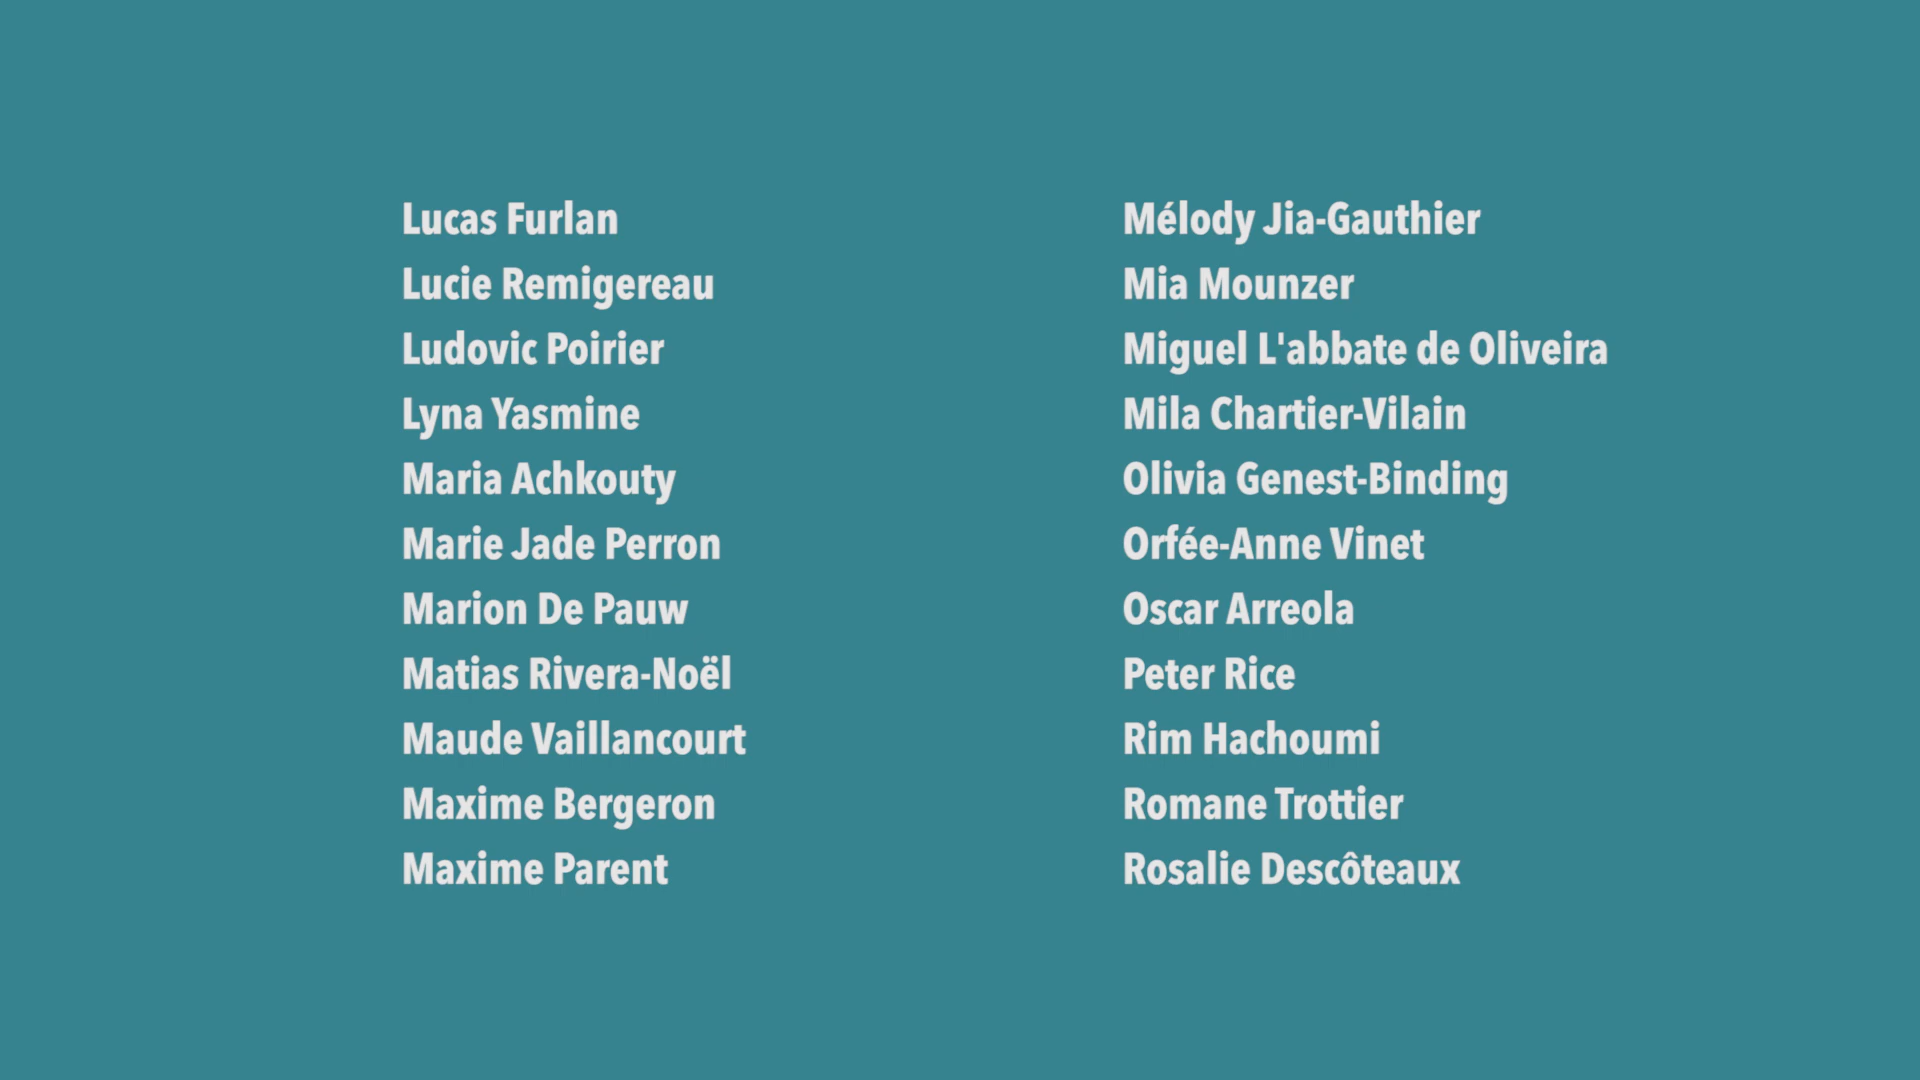 Lucas Furlan
Lucie Remigereau
Ludovic Poirier
Lyna Yasmine
Maria Achkouty
Marie Jade Perron
Marion De Pauw
Matias Rivera-Noël
Maude Vaillancourt
Maxime Bergeron
Maxime Parent
Mélody Jia-Gauthier
Mia Mounzer
Miguel L'abbate de Oliveira
Mila Chartier-Vilain
Olivia Genest-Binding
Orfée-Anne Vinet
Oscar Arreola
Peter Rice
Rim Hachoumi
Romane Trottier
Rosalie Descôteaux